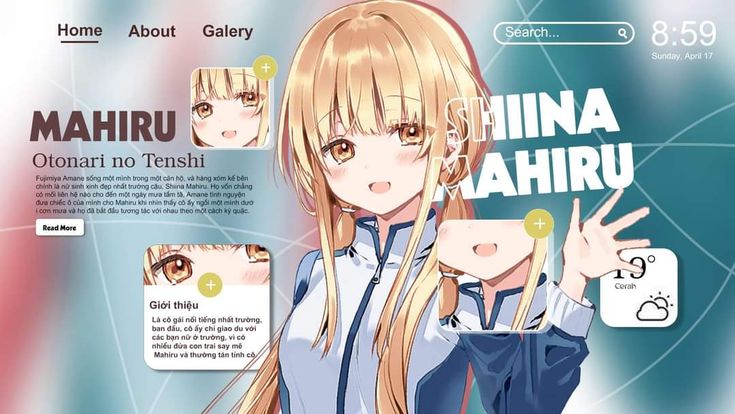 Home About Galery
Search...
8:59
Sunday, April 17
MAHIRU
Otonari no Tenshi
Fujimiya Amane sống một mình trong một căn hộ, và hàng xóm kế bên
chính là nữ sinh xinh đẹp nhất trường cậu, Shiina Mahiru. Họ vốn chẳng
có mối liên hệ nào cho đến một ngày mưa tầm tã, Amane tình nguyện
đưa chiếc ô của mình cho Mahiru khi nhìn thấy cô ấy ngồi một mình dướ
i cơn mưa và họ đã bắt đầu tương tác với nhau theo một cách kỳ quặc.
Read More
SHIINA
MAHIRU
Giới thiệu
Là cô gái nổi tiếng nhất trường,
ban đầu, cô ấy chỉ giao du với
các bạn nữ ở trường, vì có
nhiều đứa con trai say mê
Mahiru và thường tán tỉnh cô
19°
Cerah